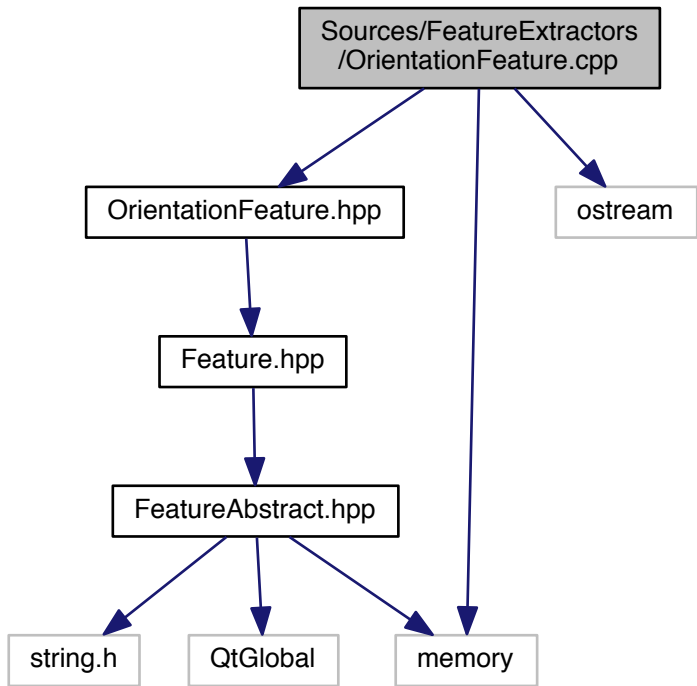 Sources/FeatureExtractors
/OrientationFeature.cpp
OrientationFeature.hpp
ostream
Feature.hpp
FeatureAbstract.hpp
string.h
QtGlobal
memory